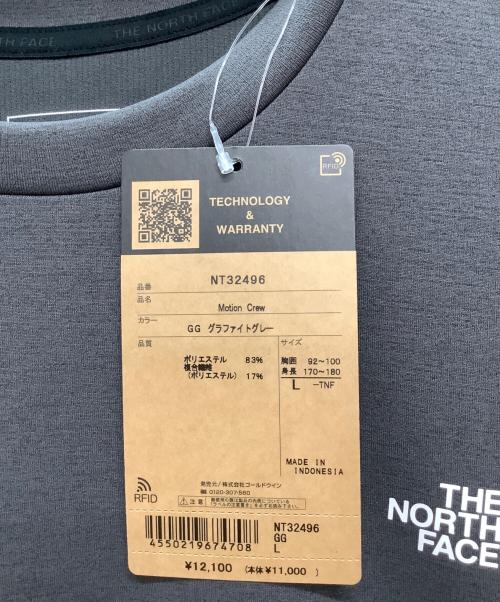 THE NORTH FACE
RFID
TECHNOLOGY
&
WARRANTY
品番 NT32496
品名 Motion Crew
カラー GG グラファイトグレー
品質
ポリエステル 83%
複合繊維
(ポリエステル) 17%
サイズ
胸囲 92~100
身長 170~180
L -TNF
MADE IN
INDONESIA
RFID
発売元/株式会社ゴールドウイン
0120-307-560
注意
4550219674708
NT32496
GG
L
¥12,100 (本体¥11,000)
THE
NORTH
FACE